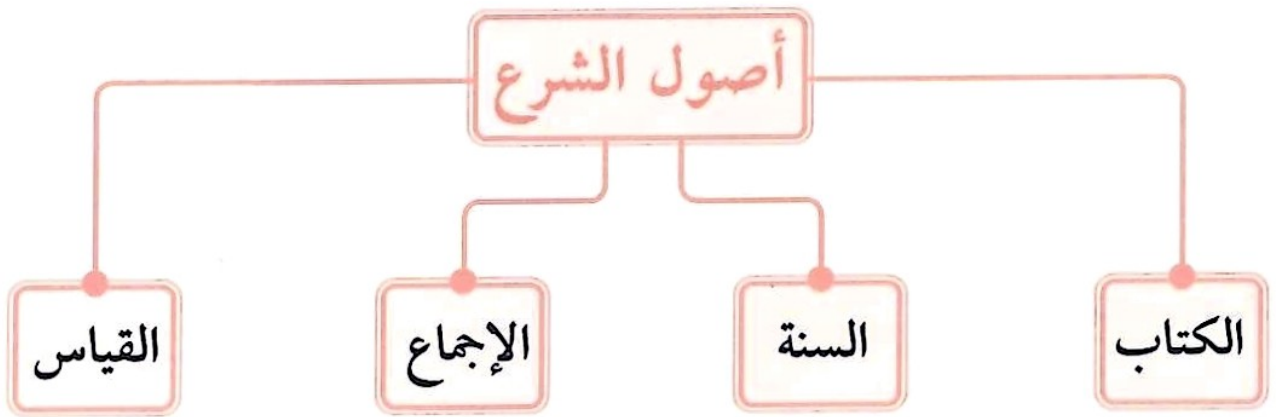 أصول الشرع
الكتاب
السنة
الإجماع
القياس